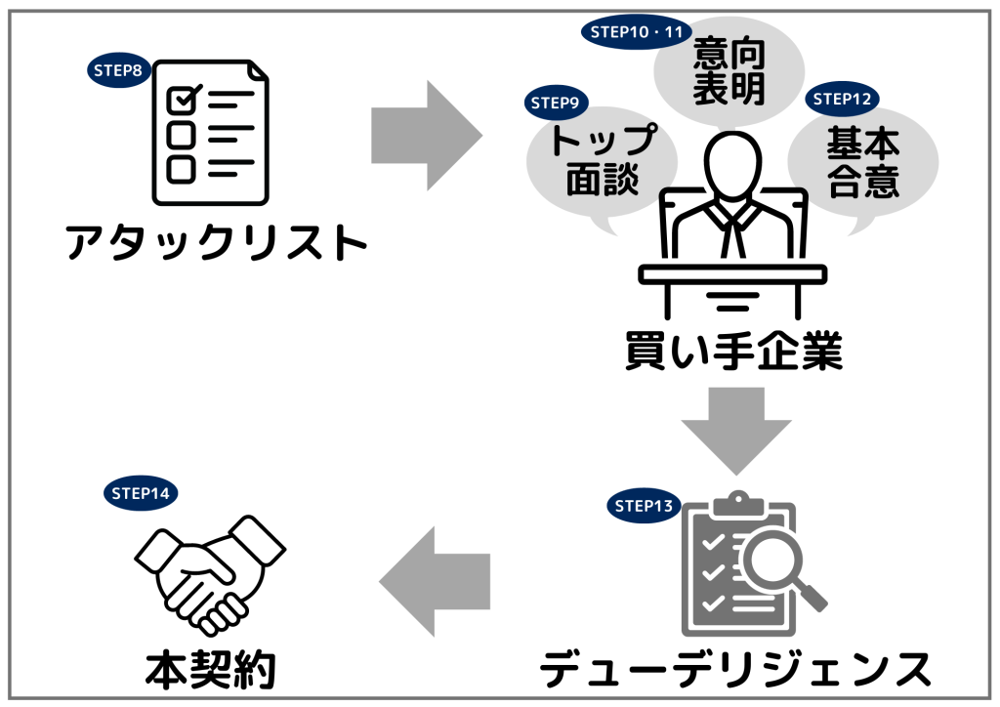 STEP8
アタックリスト
STEP9
トップ
面談
STEP10・11
意向
表明
STEP12
基本
合意
買い手企業
STEP13
デューデリジェンス
STEP14
本契約